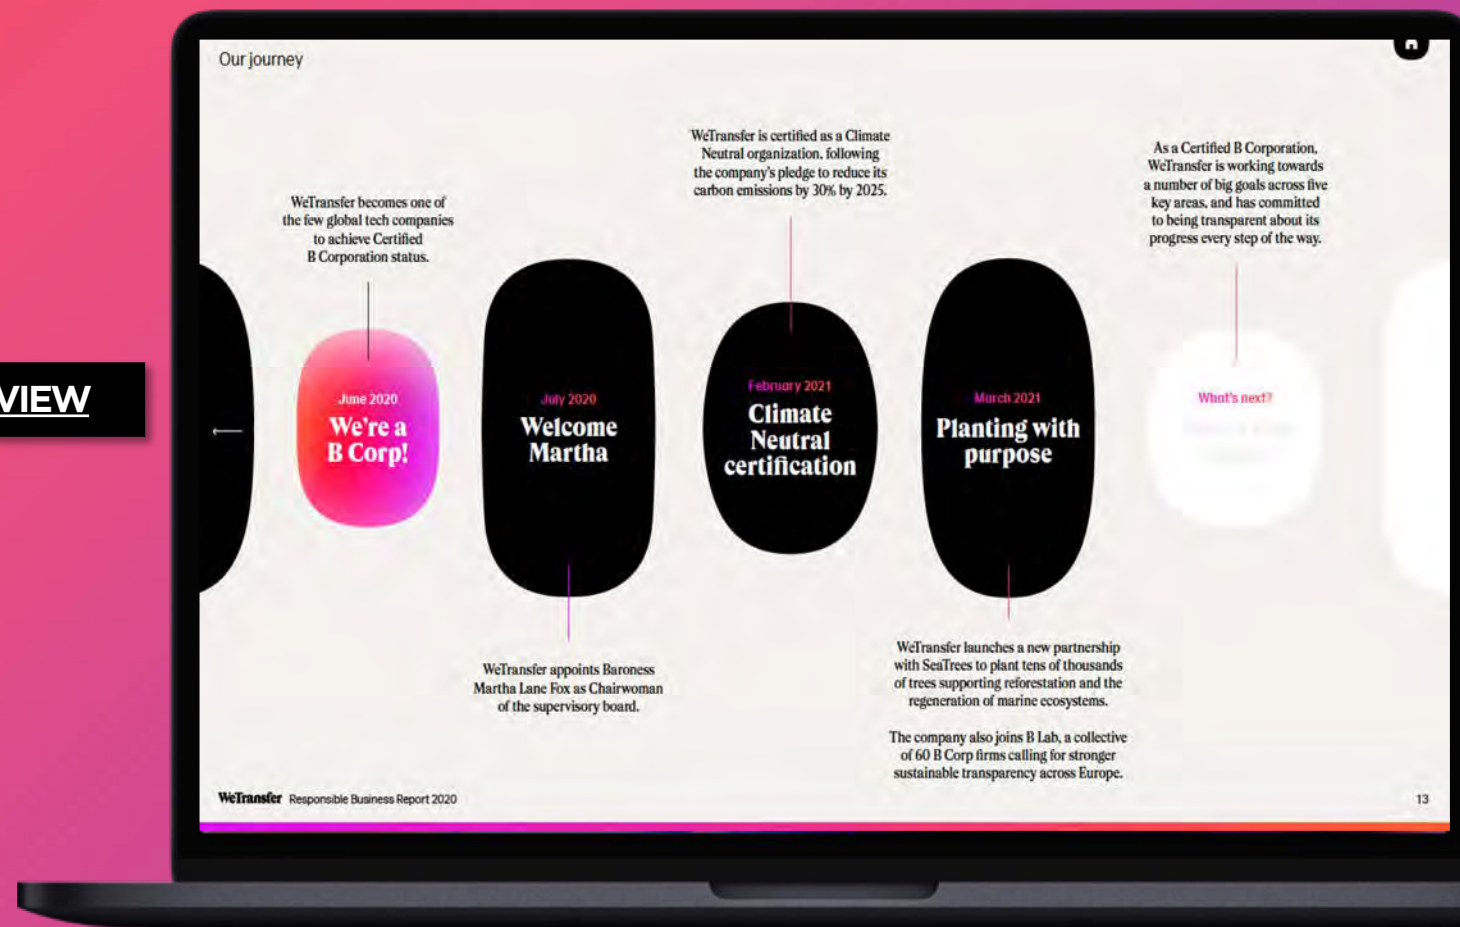 Our journey
WeTransfer becomes one of
the few global tech companies
to achieve Certified
B Corporation status.
June 2020
We're a
B Corp!
July 2020
Welcome
Martha
WeTransfer appoints Baroness
Martha Lane Fox as Chairwoman
of the supervisory board.
WeTransfer is certified as a Climate
Neutral organization, following
the company's pledge to reduce its
carbon emissions by 30% by 2025.
February 2021
Climate
Neutral
certification
March 2021
Planting with
purpose
WeTransfer launches a new partnership
with SeaTrees to plant tens of thousands
of trees supporting reforestation and the
regeneration of marine ecosystems.
The company also joins B Lab, a collective
of 60 B Corp firms calling for stronger
sustainable transparency across Europe.
As a Certified B Corporation,
WeTransfer is working towards
a number of big goals across five
key areas, and has committed
to being transparent about its
progress every step of the way.
What's next?
VIEW
WeTransfer Responsible Business Report 2020
13